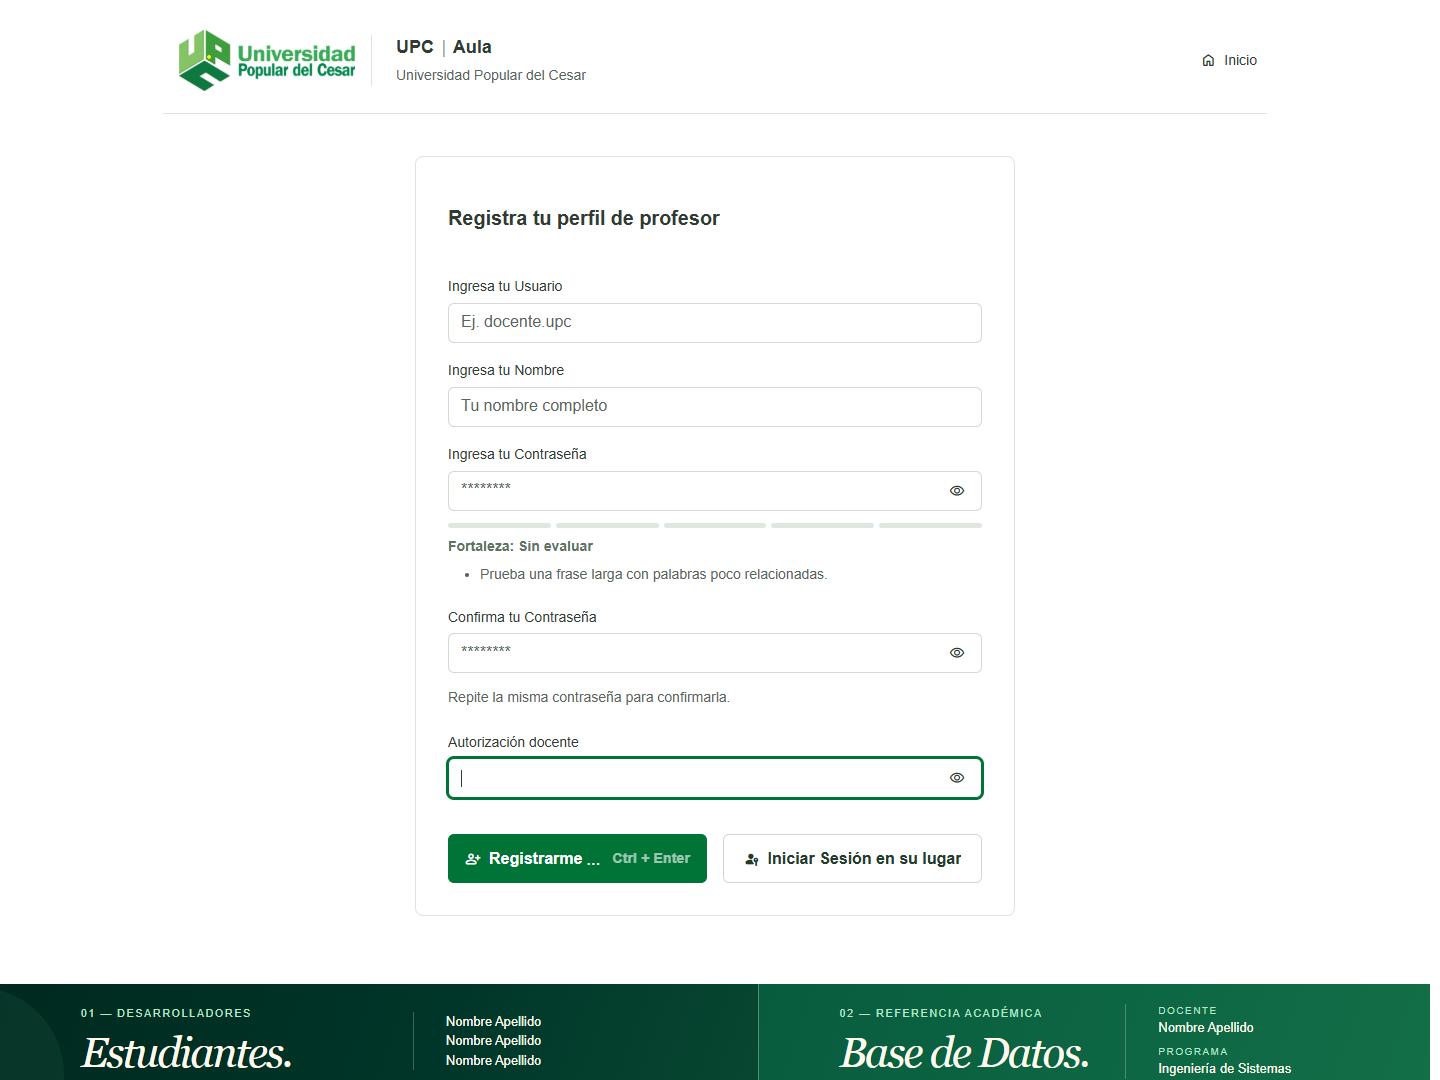 Universidad
Popular del Cesar
UPC | Aula
Universidad Popular del Cesar
Inicio
Registra tu perfil de profesor
Ingresa tu Usuario
Ej. docente.upc
Ingresa tu Nombre
Tu nombre completo
Ingresa tu Contraseña
********
Fortaleza: Sin evaluar
• Prueba una frase larga con palabras poco relacionadas.
Confirma tu Contraseña
********
Repite la misma contraseña para confirmarla.
Autorización docente
Registrarme ... Ctrl + Enter
Iniciar Sesión en su lugar
01 — DESARROLLADORES
Estudiantes.
Nombre Apellido
Nombre Apellido
Nombre Apellido
02 — REFERENCIA ACADÉMICA
Base de Datos.
DOCENTE
Nombre Apellido
PROGRAMA
Ingeniería de Sistemas